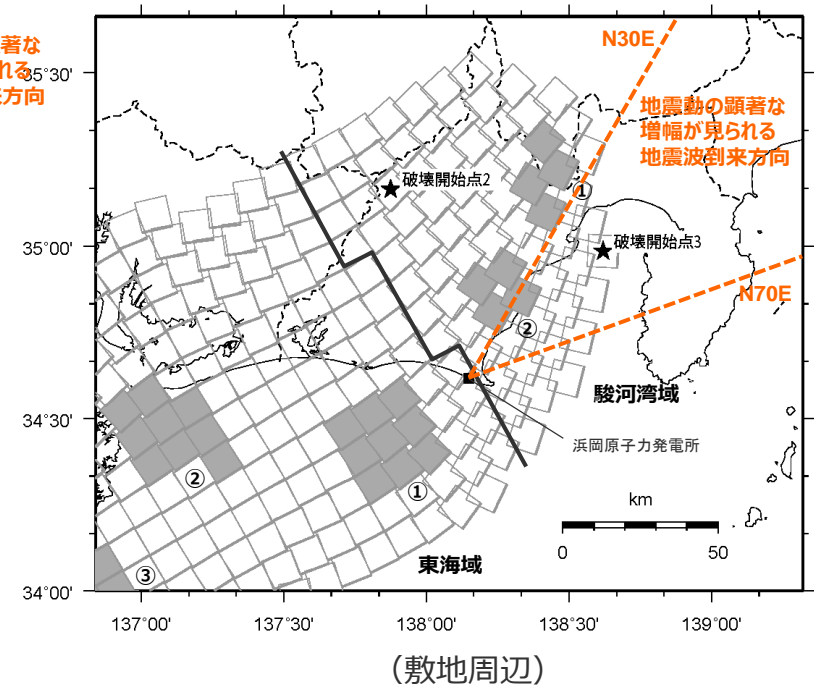 著な
れる
来方向
N30E
地震動の顕著な
増幅が見られる
地震波到来方向
35°30'
破壊開始点2
①
35°00'
破壊開始点3
N70E
②
駿河湾域
34°30'
浜岡原子力発電所
②
①
km
0 50
東海域
③
34°00'
137°00' 137°30' 138°00' 138°30' 139°00'
(敷地周辺)